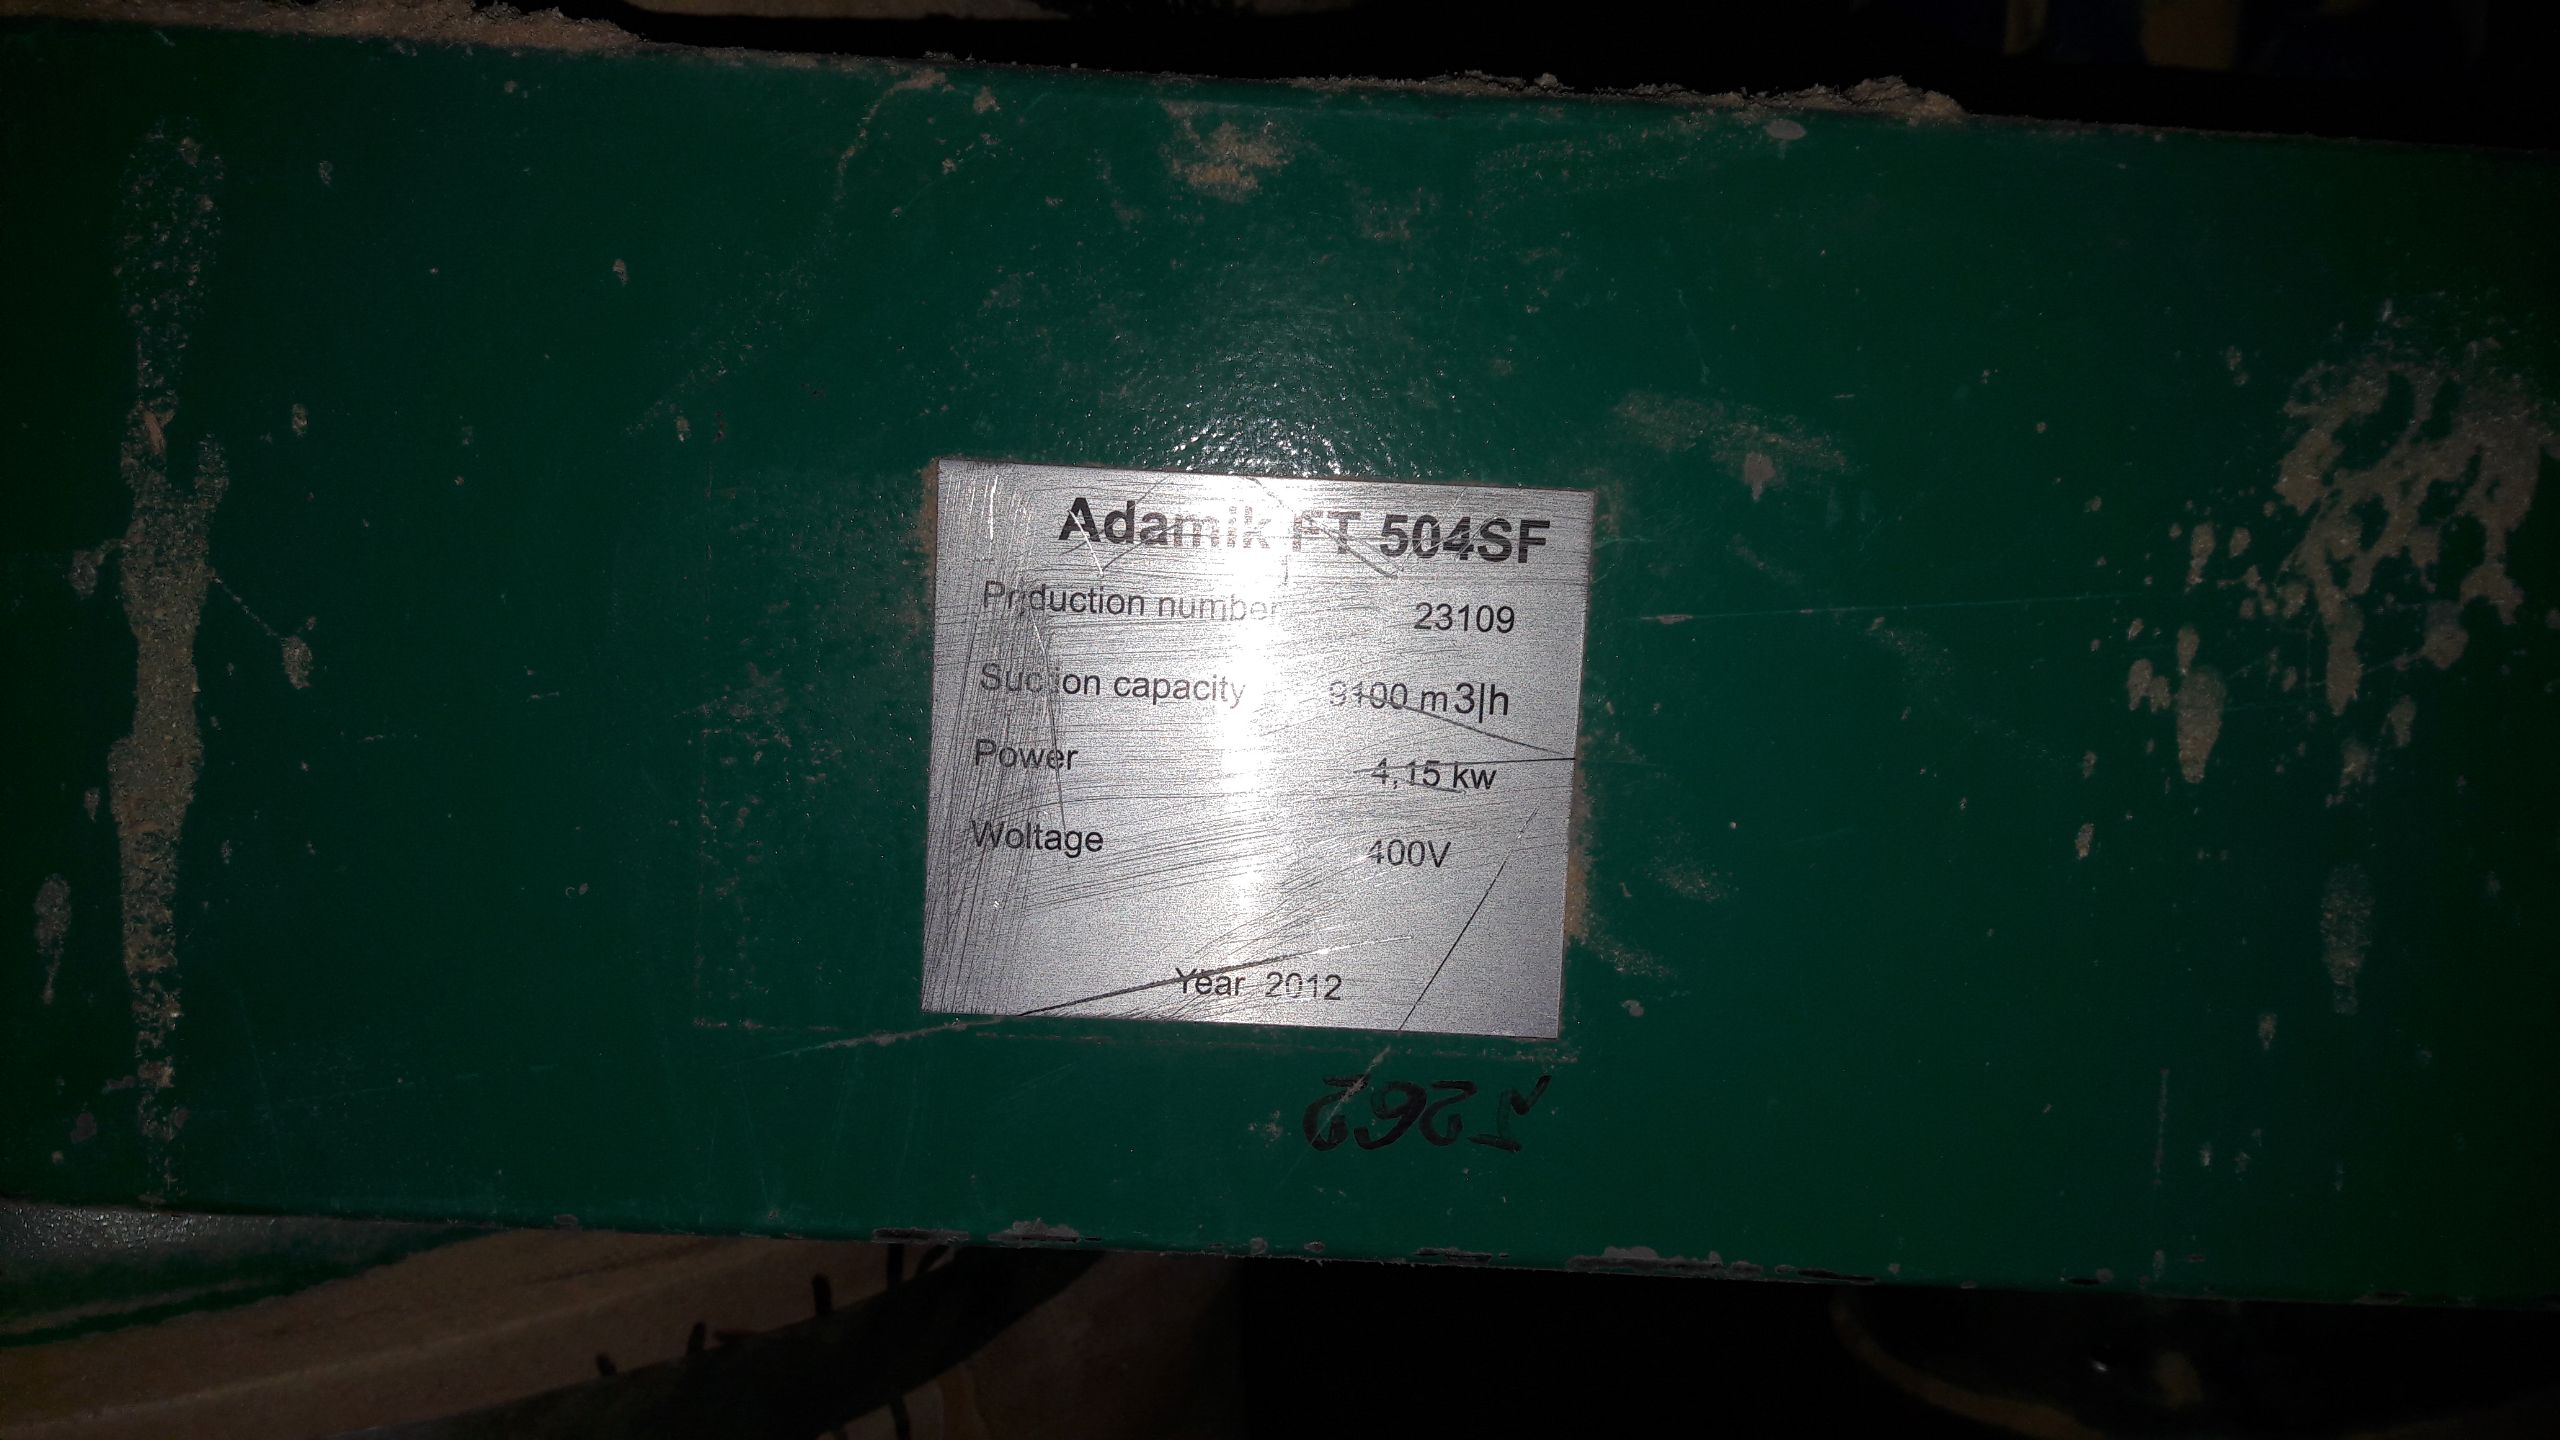 Adamik FT 504SF
Production number 23109
Suction capacity 9100 m3|h
Power 4,15 kw
Woltage 400V
Year 2012